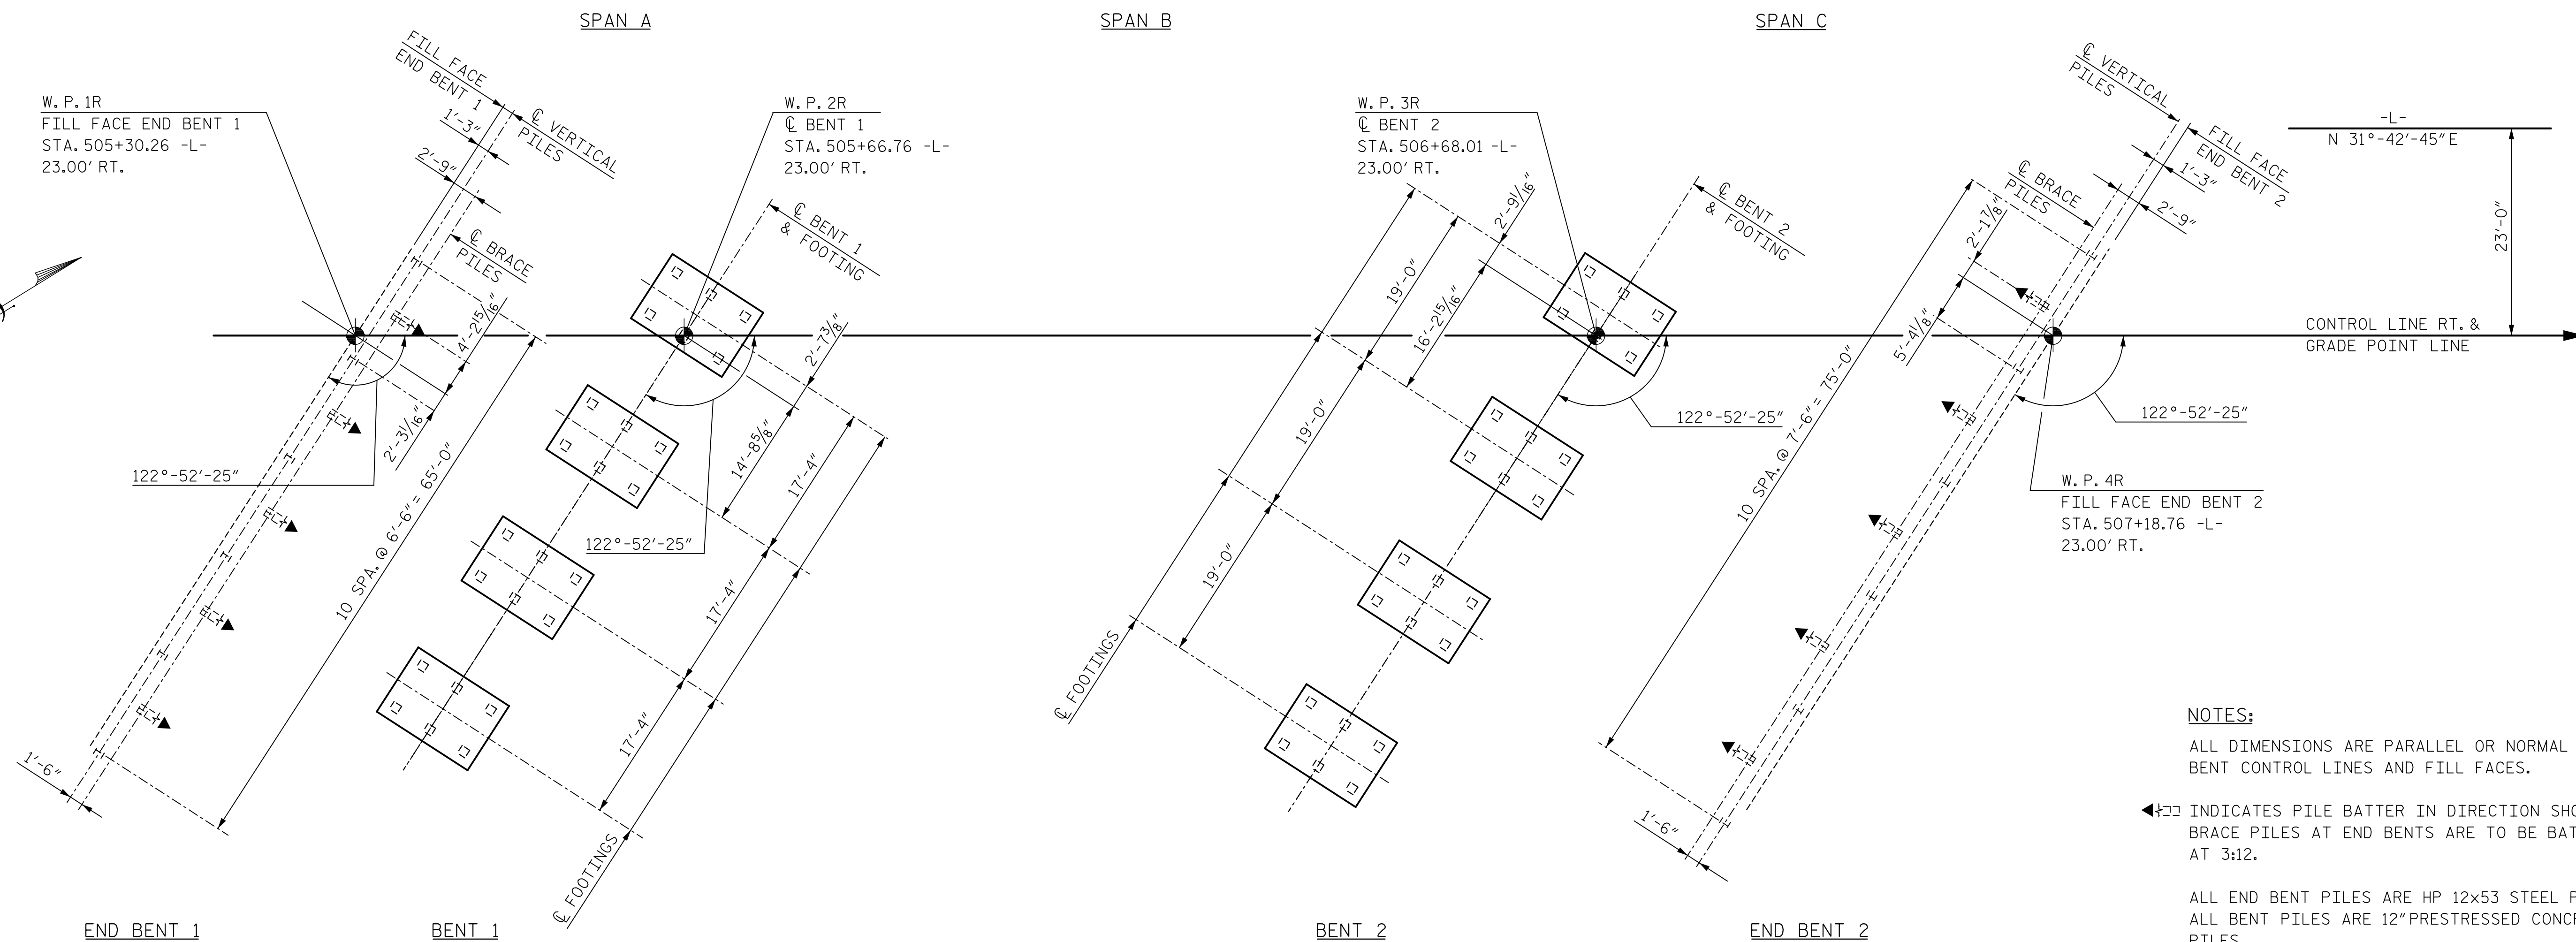 SPAN A
SPAN B
SPAN C
W.P.1R
FILL FACE END BENT 1
STA. 505+30.26 -L-
23.00' RT.
FILL FACE
END BENT 1
℄ VERTICAL
PILES
1'-3"
2'-9"
℄ BRACE
PILES
W.P.2R
℄ BENT 1
STA. 505+66.76 -L-
23.00' RT.
℄ BENT 1
& FOOTING
4'-2 15/16"
2'-3 1/16"
122°-52'-25"
10 SPA. @ 6'-6" = 65'-0"
1'-6"
2'-7 3/8"
14'-8 5/8"
17'-4"
17'-4"
17'-4"
122°-52'-25"
℄ FOOTINGS
W.P.3R
℄ BENT 2
STA. 506+68.01 -L-
23.00' RT.
2'-9 1/16"
16'-2 15/16"
19'-0"
19'-0"
19'-0"
℄ FOOTINGS
℄ BENT 2
& FOOTING
122°-52'-25"
℄ VERTICAL
PILES
FILL FACE
END BENT 2
1'-3"
2'-9"
℄ BRACE
PILES
2'-1 7/8"
5'-4 1/8"
10 SPA. @ 7'-6" = 75'-0"
1'-6"
122°-52'-25"
W.P.4R
FILL FACE END BENT 2
STA. 507+18.76 -L-
23.00' RT.
-L-
N 31°-42'-45" E
23'-0"
CONTROL LINE RT. &
GRADE POINT LINE
NOTES:
ALL DIMENSIONS ARE PARALLEL OR NORMAL
BENT CONTROL LINES AND FILL FACES.
INDICATES PILE BATTER IN DIRECTION SHO
BRACE PILES AT END BENTS ARE TO BE BAT
AT 3:12.
ALL END BENT PILES ARE HP 12x53 STEEL P
ALL BENT PILES ARE 12" PRESTRESSED CONC
PILES
END BENT 1
BENT 1
BENT 2
END BENT 2